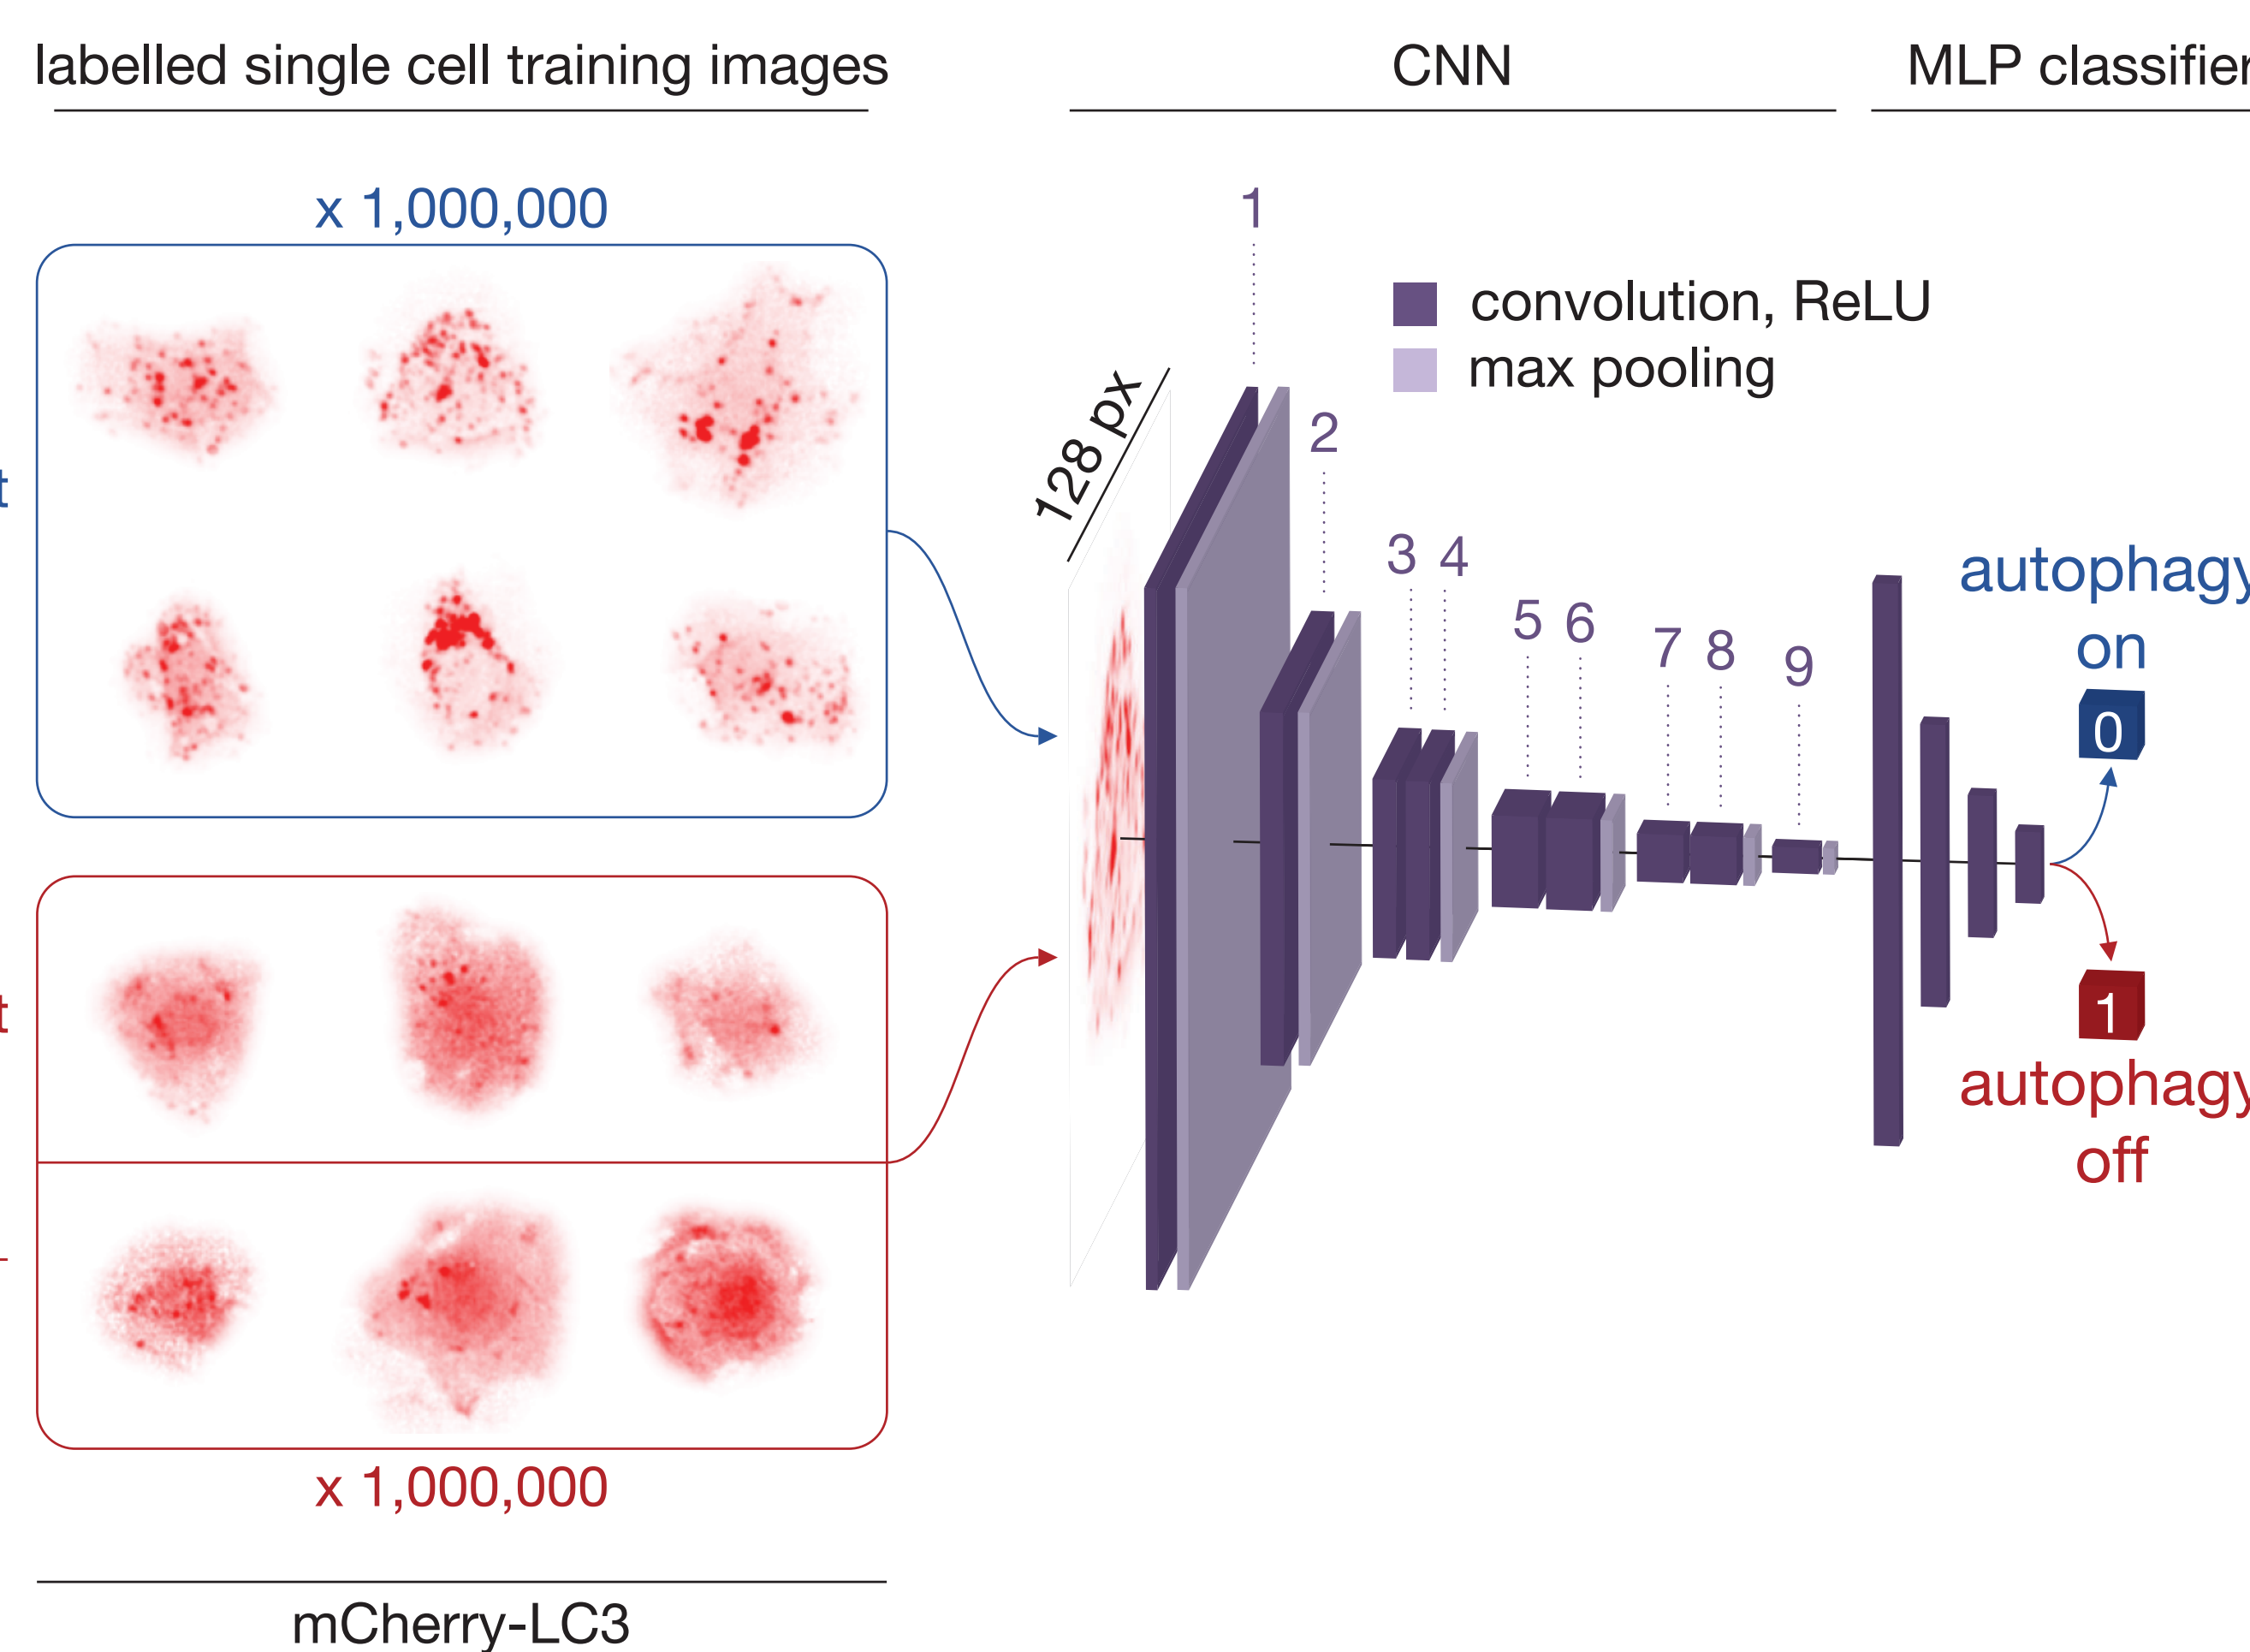 labelled single cell training images
CNN
MLP classifier
x 1,000,000
1
convolution, ReLU
max pooling
128 px
2
3
4
5
6
7
8
9
autophagy
on
0
1
autophagy
off
x 1,000,000
mCherry-LC3